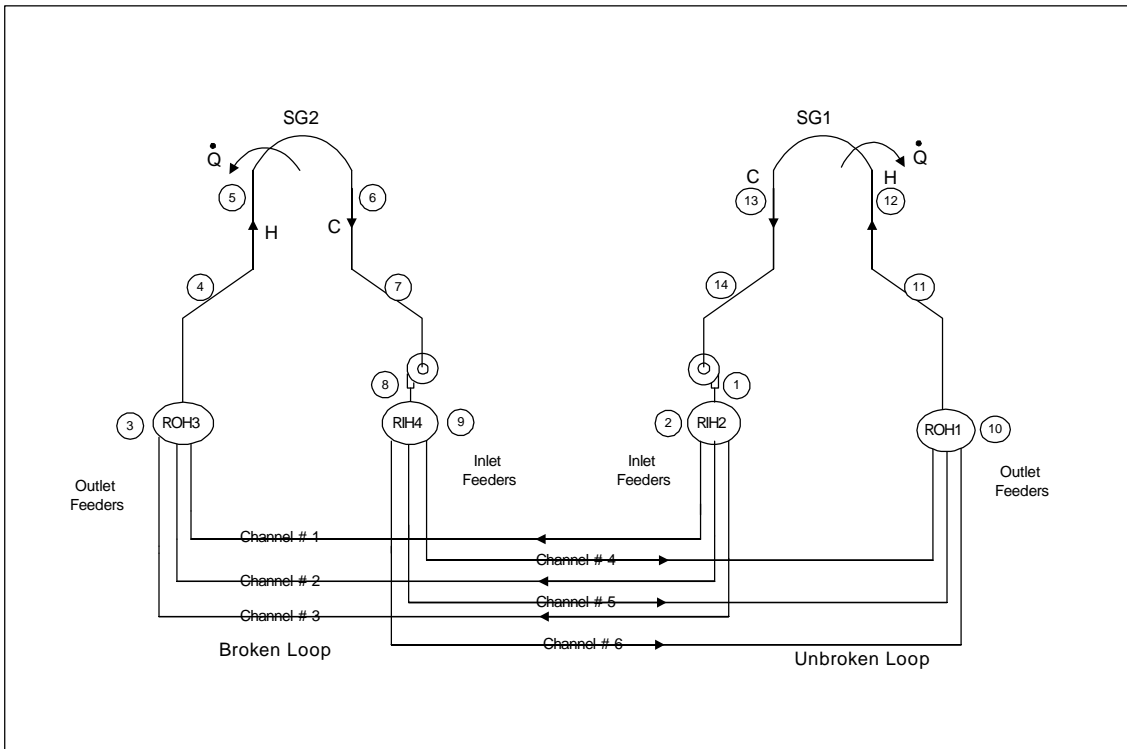 SG2
SG1
Q
Q
5
6
C
13
H
12
H
C
4
7
14
11
8
1
3
ROH3
RIH4
9
2
RIH2
ROH1
10
Inlet
Feeders
Inlet
Feeders
Outlet
Feeders
Outlet
Feeders
Channel # 1
Channel # 4
Channel # 2
Channel # 5
Channel # 3
Channel # 6
Broken Loop
Unbroken Loop